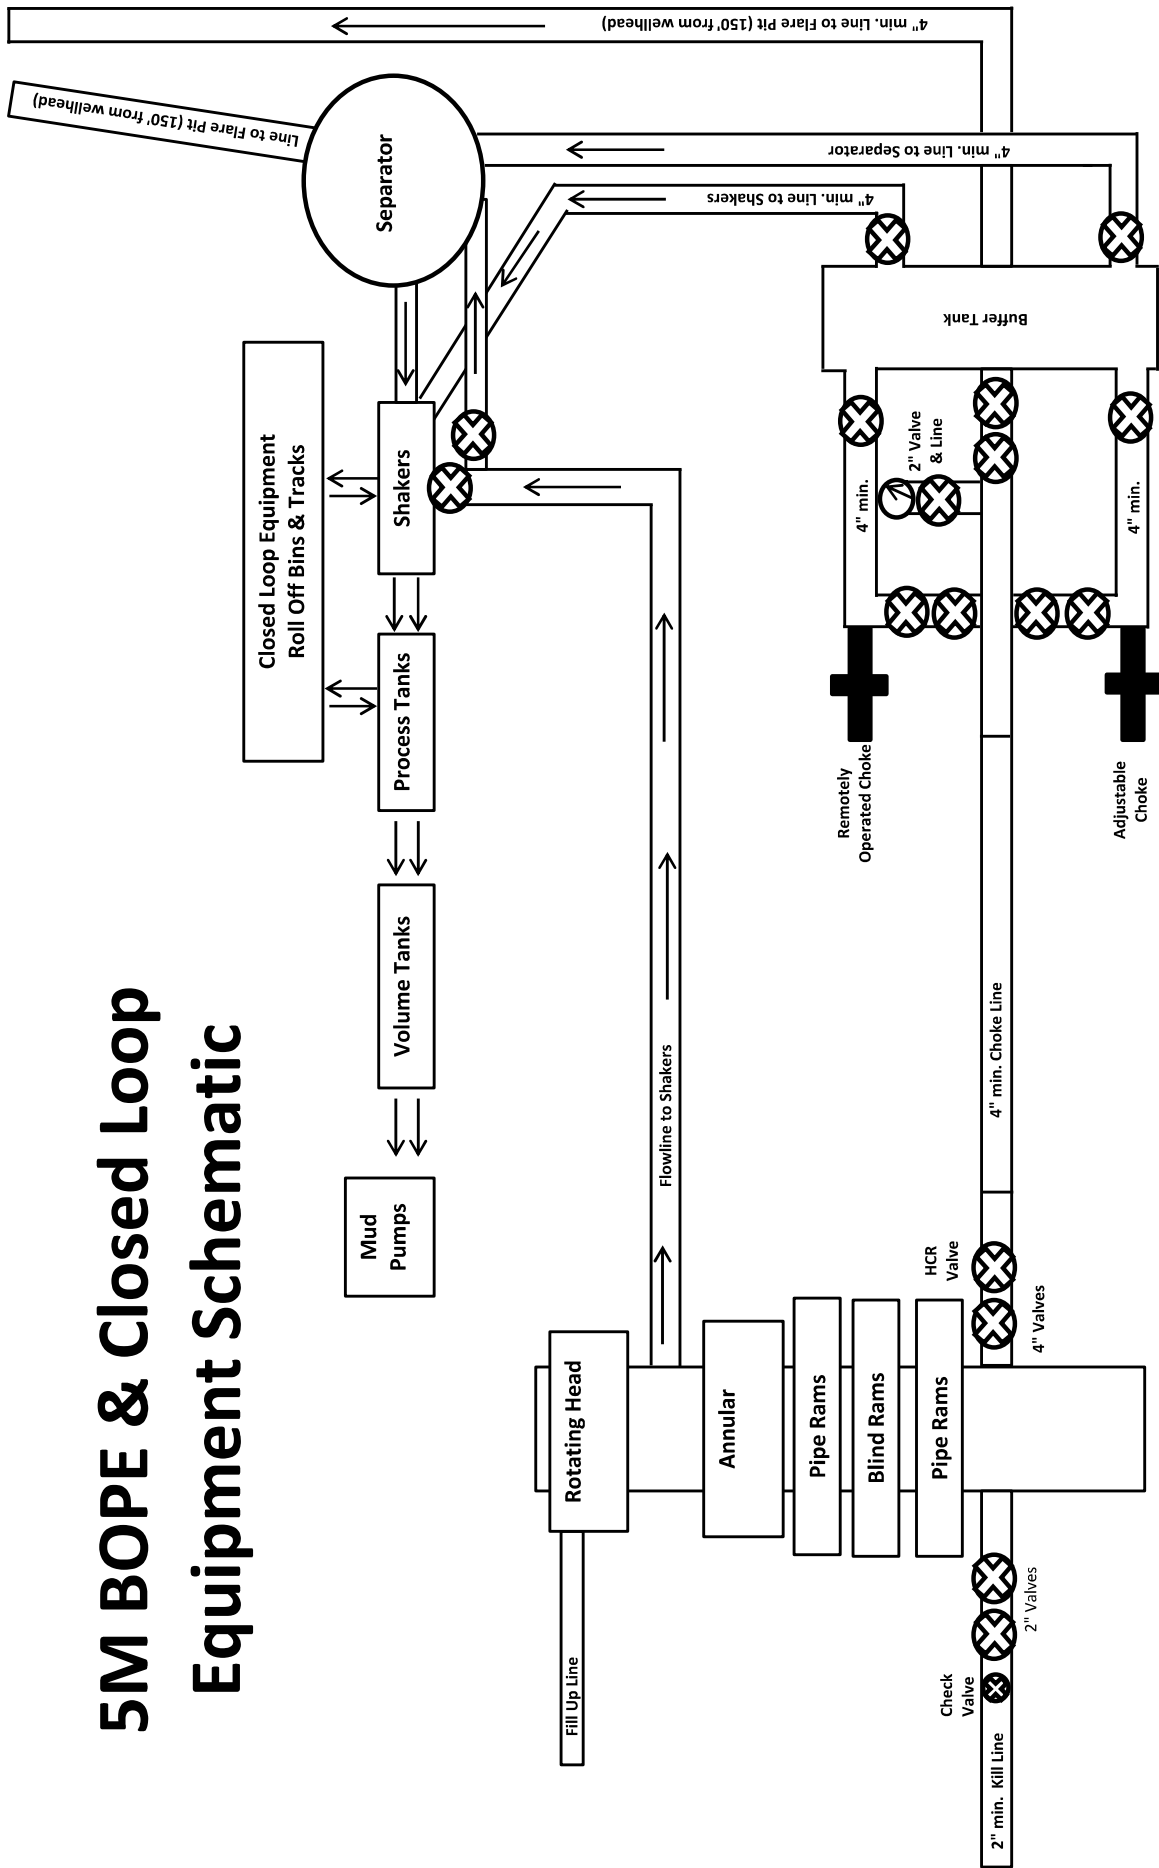 5M BOPE & Closed Loop
Equipment Schematic
4" min. Line to Flare Pit (150' from wellhead)
Line to Flare Pit (150' from wellhead)
Separator
4" min. Line to Separator
4" min. Line to Shakers
Closed Loop Equipment
Roll Off Bins & Tracks
Mud
Pumps
Volume Tanks
Process Tanks
Shakers
Fill Up Line
Rotating Head
Flowline to Shakers
Annular
Pipe Rams
Blind Rams
Pipe Rams
Remotely
Operated Choke
4" min.
2" Valve
& Line
Buffer Tank
HCR
Valve
Check
Valve
2" min. Kill Line
4" min. Choke Line
2" Valves
4" Valves
Adjustable
Choke
4" min.